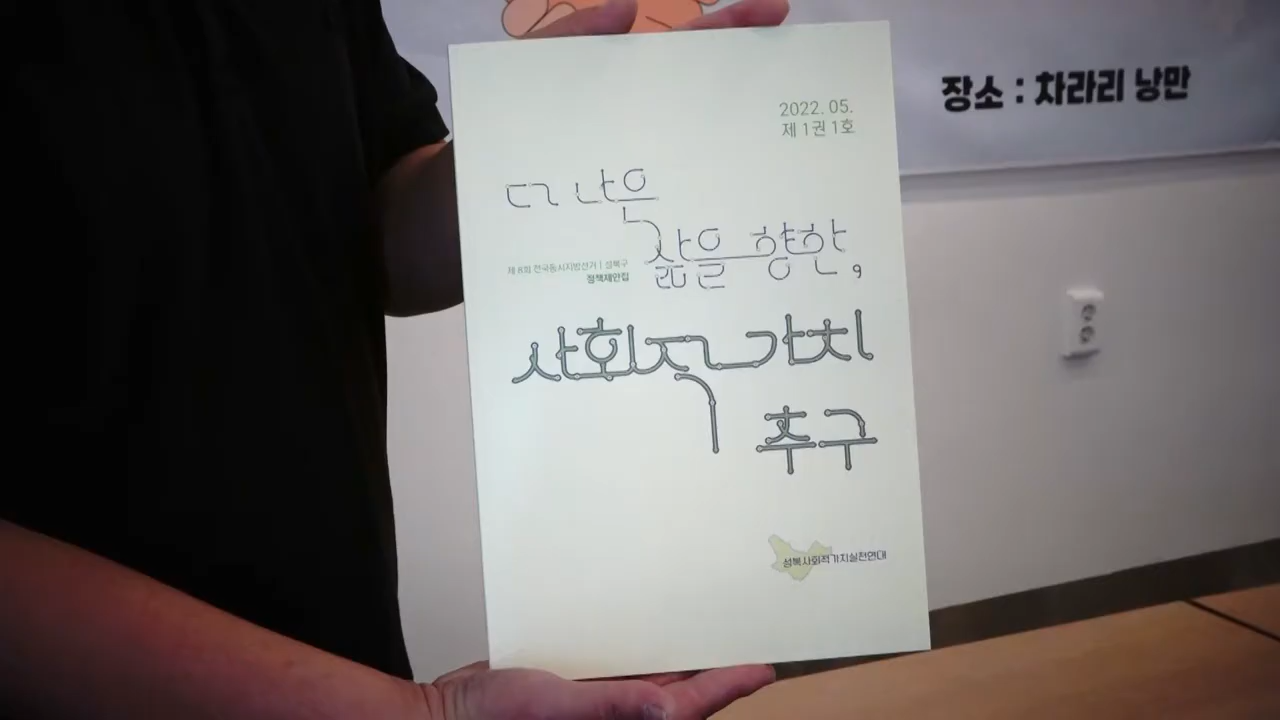 장소 : 차라리 낭만
2022. 05.
제 1권 1호
더 나은
삶을 향한,
제 8회 전국동시지방선거 | 성북구
정책제안집
사회적 가치
추구
성북사회적가치실천연대